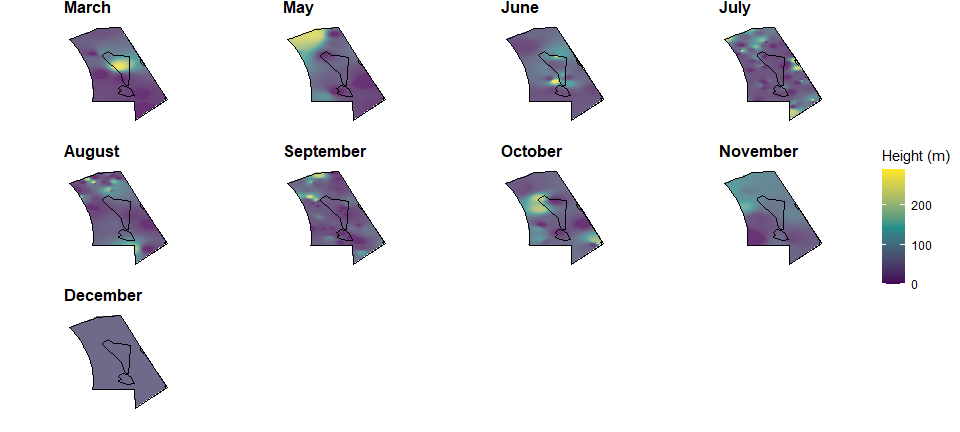 March
May
June
July
August
September
October
November
Height (m)
200
100
0
December